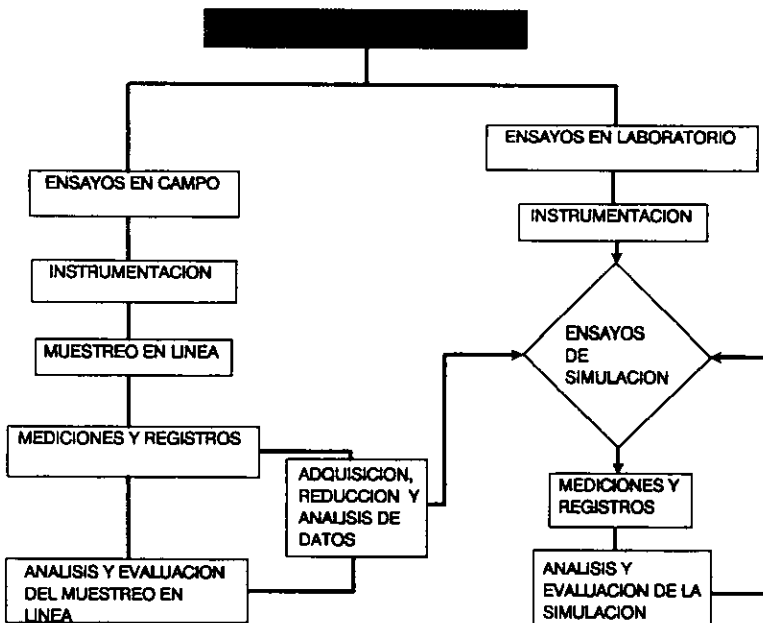 ENSAYOS EN LABORATORIO
ENSAYOS EN CAMPO
INSTRUMENTACION
INSTRUMENTACION
MUESTREO EN LINEA
ENSAYOS
DE
SIMULACION
MEDICIONES Y REGISTROS
ADQUISICION,
REDUCCION Y
ANALISIS DE
DATOS
MEDICIONES Y
REGISTROS
ANALISIS Y EVALUACION
DEL MUESTREO EN
LINEA
ANALISIS Y
EVALUACION DE LA
SIMULACION